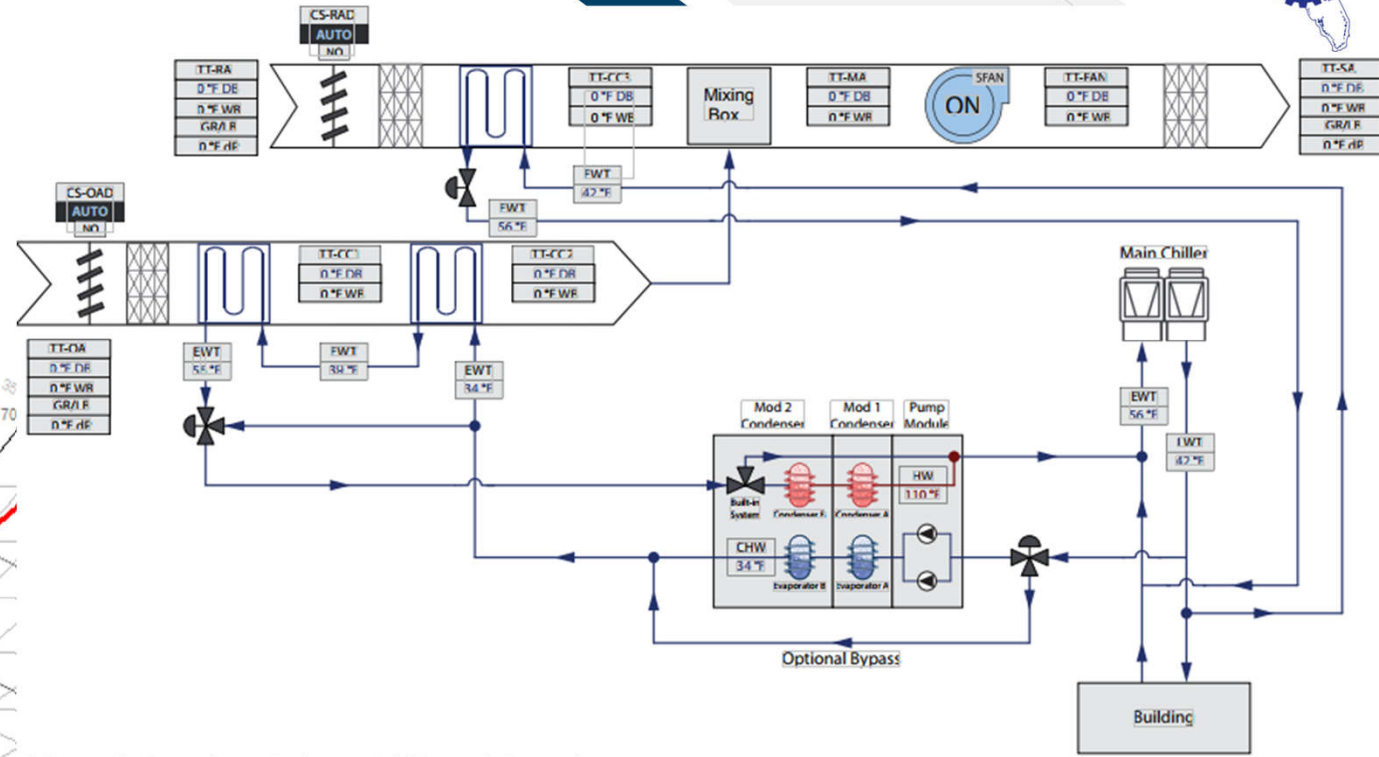 CS-RAD
AUTO
NO
TT-RA
0 °F DB
0 °F WB
GR/LB
0 °F dP
TT-CC3
0 °F DB
0 °F WB
Mixing
Box
TT-MA
0 °F DB
0 °F WB
SFAN
ON
TT-FAN
0 °F DB
0 °F WB
TT-SA
0 °F DB
0 °F WB
GR/LB
0 °F dP
EWT
42 °F
EWT
56 °F
CS-OAD
AUTO
NO
TT-CC1
0 °F DB
0 °F WB
TT-CC2
0 °F DB
0 °F WB
Main Chiller
TT-OA
0 °F DB
0 °F WB
GR/LB
0 °F dP
EWT
55 °F
EWT
39 °F
EWT
34 °F
EWT
56 °F
LWT
42 °F
70
Mod 2
Condenser
Mod 1
Condenser
Pump
Module
HW
110 °F
Built-in
System
Condenser B
Condenser A
CHW
34 °F
Evaporator B
Evaporator A
Optional Bypass
Building